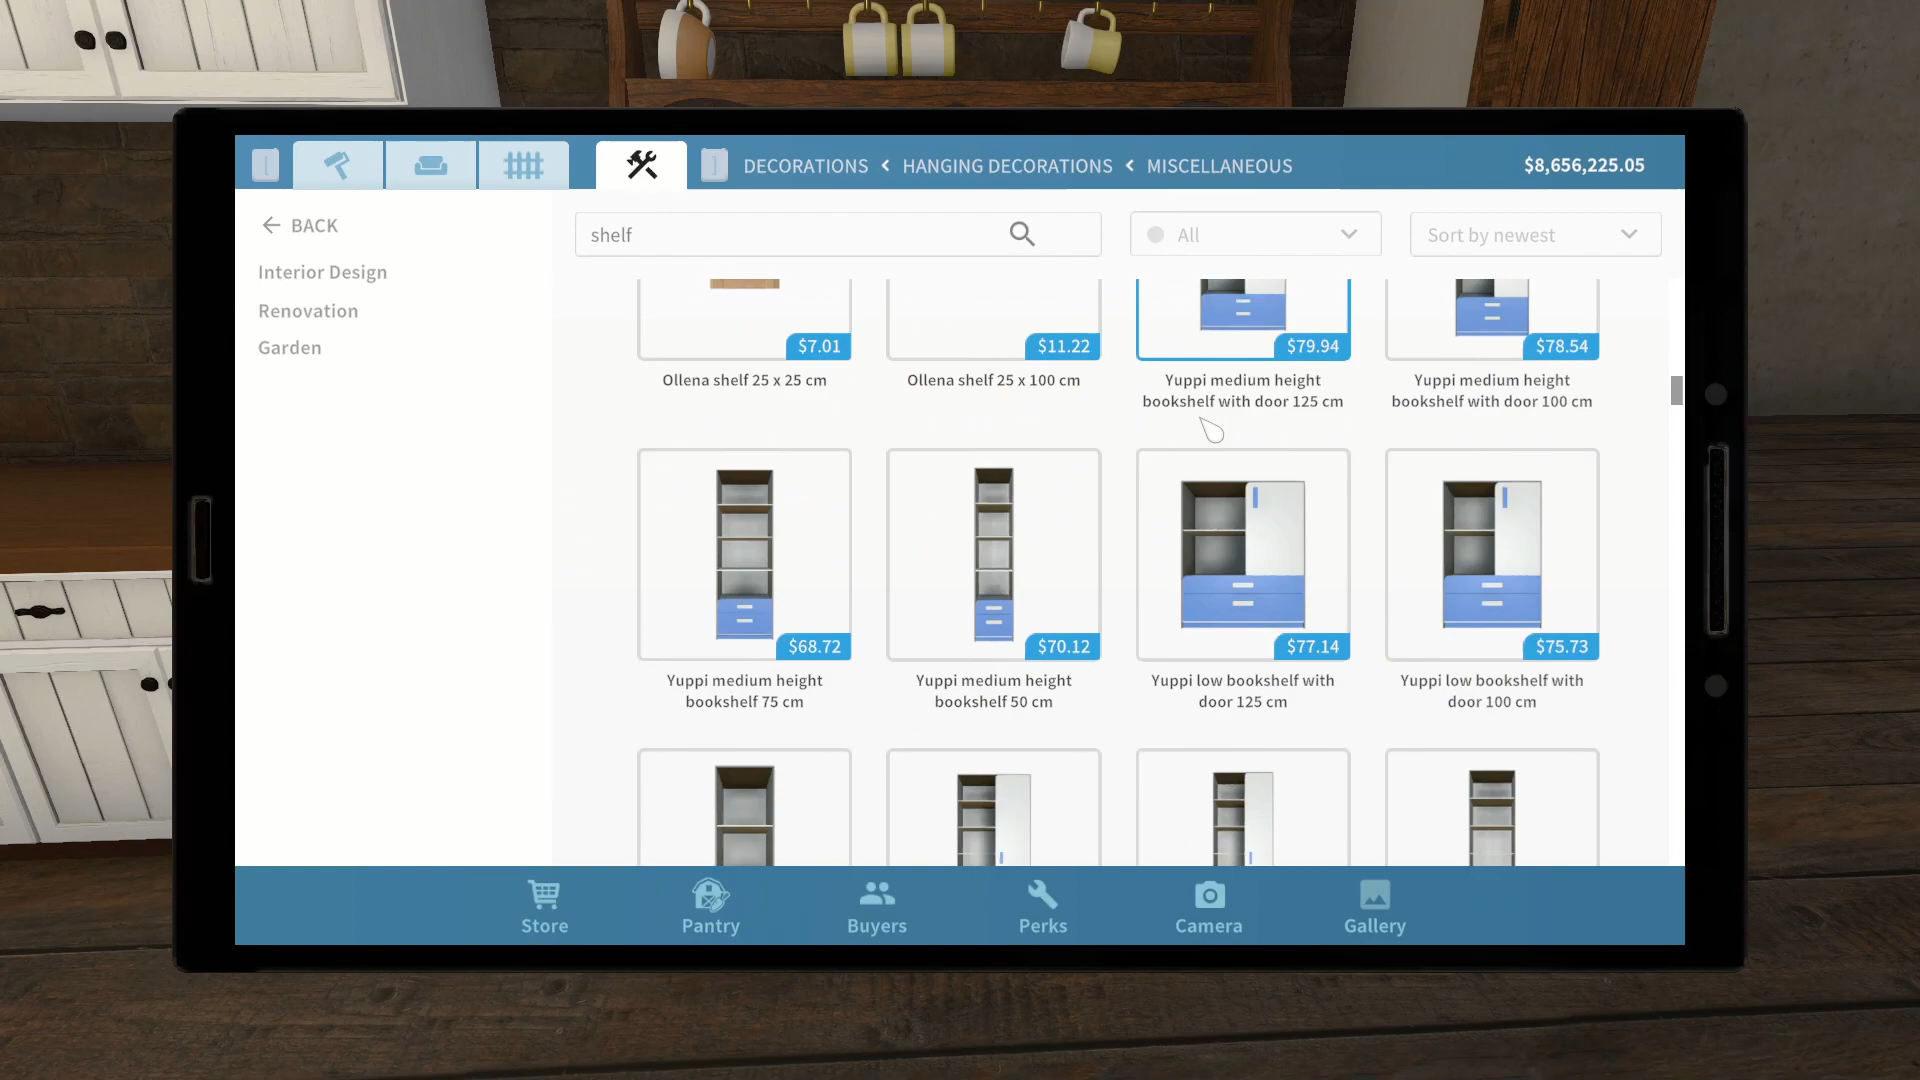 [ ] DECORATIONS < HANGING DECORATIONS < MISCELLANEOUS $8,656,225.05
BACK
Interior Design
Renovation
Garden
shelf
All
Sort by newest
$7.01
$11.22
$79.94
$78.54
Ollena shelf 25 x 25 cm
Ollena shelf 25 x 100 cm
Yuppi medium height
bookshelf with door 125 cm
Yuppi medium height
bookshelf with door 100 cm
$68.72
$70.12
$77.14
$75.73
Yuppi medium height
bookshelf 75 cm
Yuppi medium height
bookshelf 50 cm
Yuppi low bookshelf with
door 125 cm
Yuppi low bookshelf with
door 100 cm
Store
Pantry
Buyers
Perks
Camera
Gallery